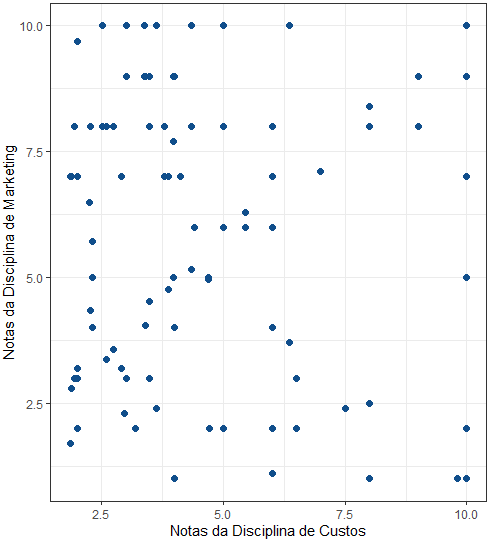 10.0
7.5
5.0
2.5
Notas da Disciplina de Marketing
2.5 5.0 7.5 10.0
Notas da Disciplina de Custos